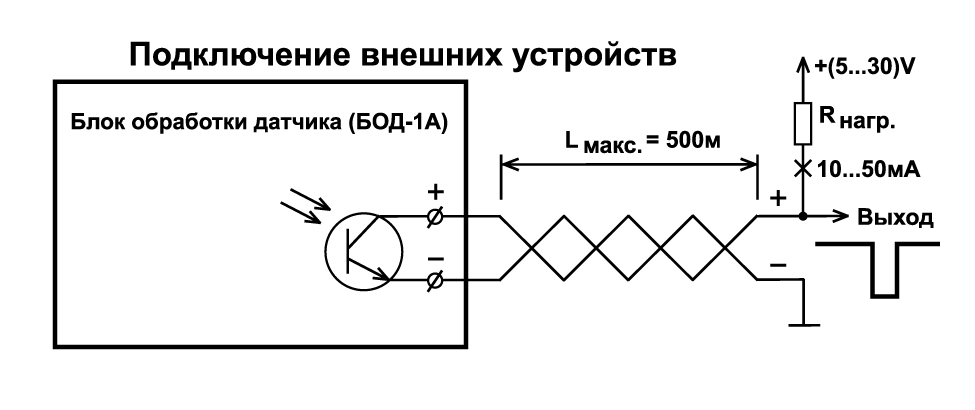 Подключение внешних устройств
+(5...30)V
Блок обработки датчика (БОД-1А)
R нагр.
L макс. = 500м
10...50мА
+
+
Выход
–
–